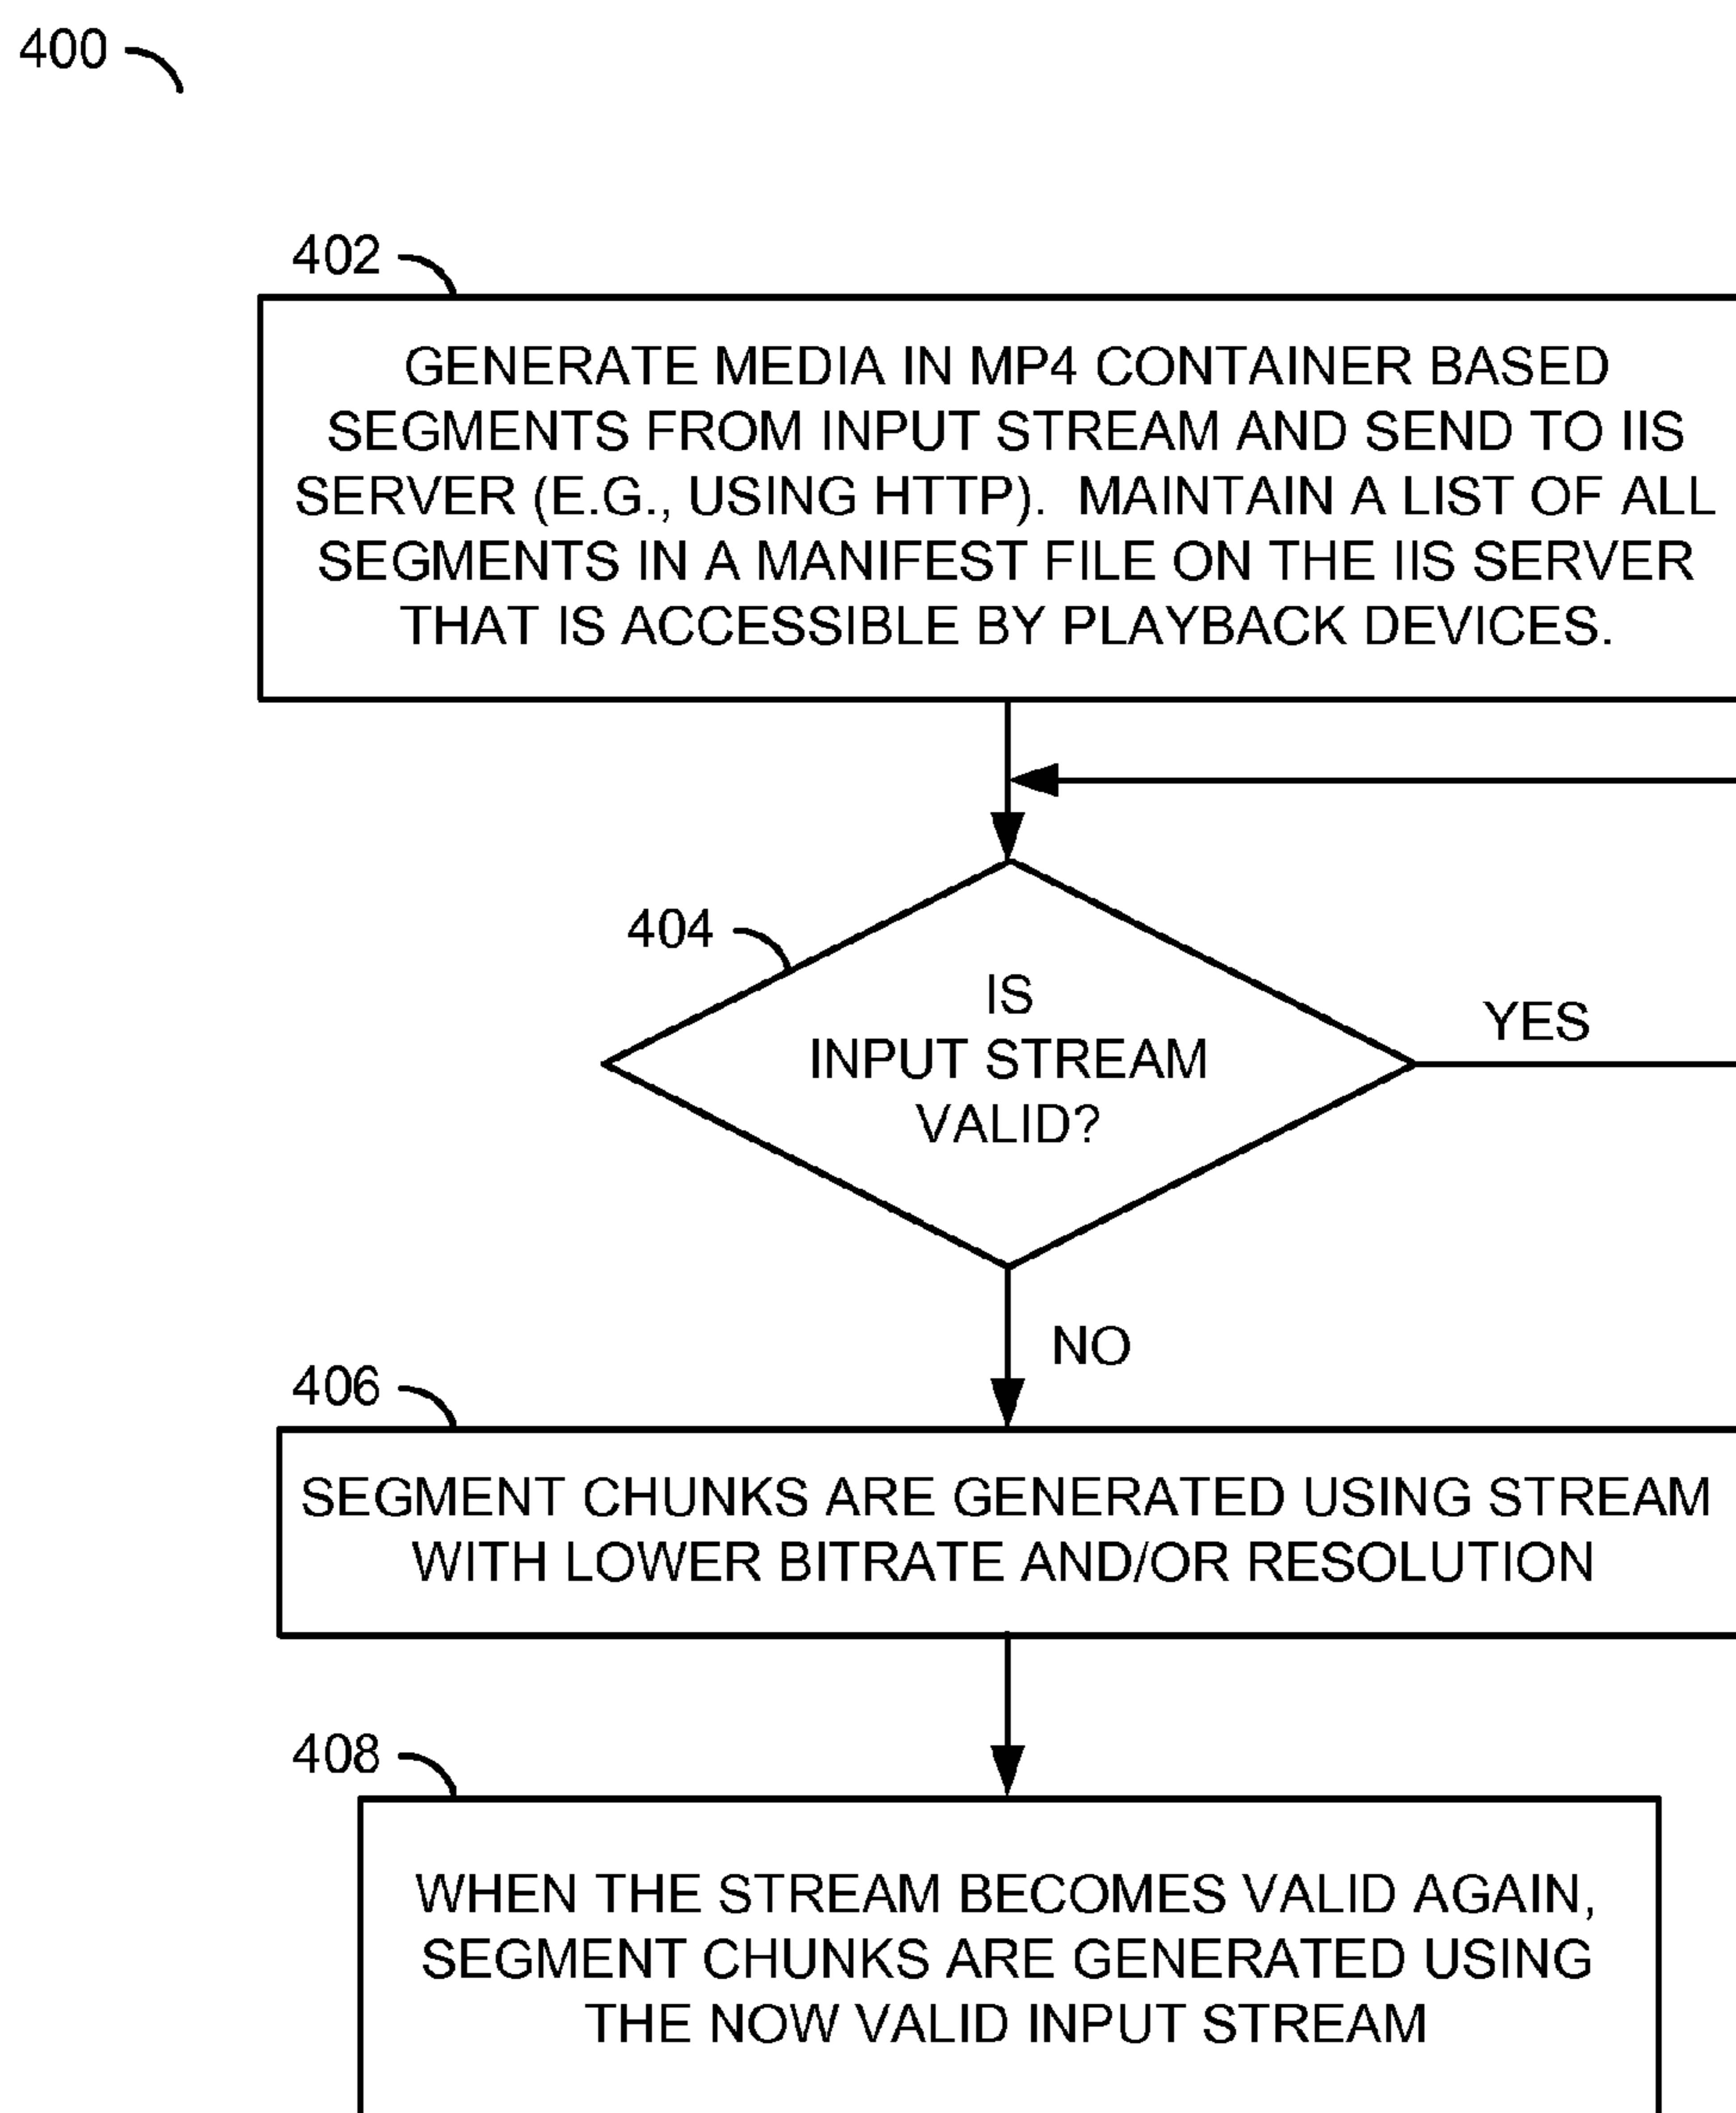 400
402
GENERATE MEDIA IN MP4 CONTAINER BASED
SEGMENTS FROM INPUT STREAM AND SEND TO IIS
SERVER (E.G., USING HTTP). MAINTAIN A LIST OF ALL
SEGMENTS IN A MANIFEST FILE ON THE IIS SERVER
THAT IS ACCESSIBLE BY PLAYBACK DEVICES.
404
IS
INPUT STREAM
VALID?
YES
NO
406
SEGMENT CHUNKS ARE GENERATED USING STREAM
WITH LOWER BITRATE AND/OR RESOLUTION
408
WHEN THE STREAM BECOMES VALID AGAIN,
SEGMENT CHUNKS ARE GENERATED USING
THE NOW VALID INPUT STREAM